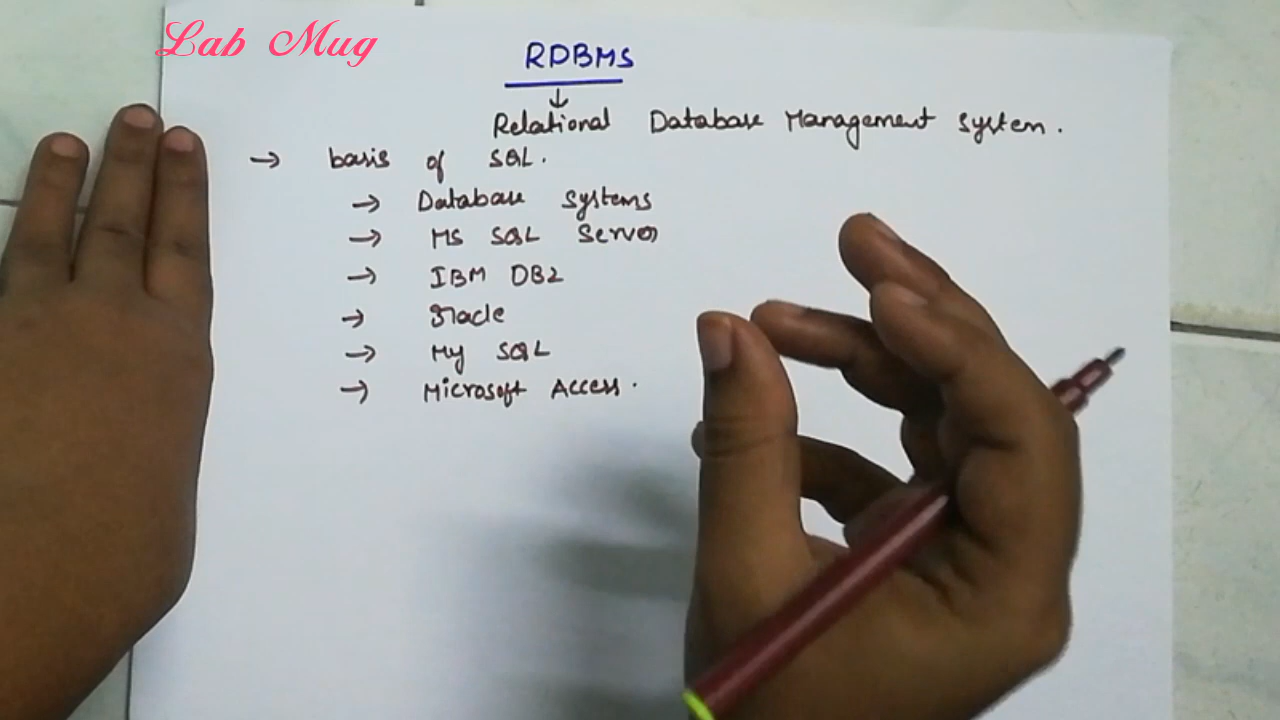 Lab Mug
RDBMS
↓
Relational Database Management System.
→ basis of SQL.
→ Database Systems
→ MS SQL Server
→ IBM DB2
→ Oracle
→ My SQL
→ Microsoft Access.